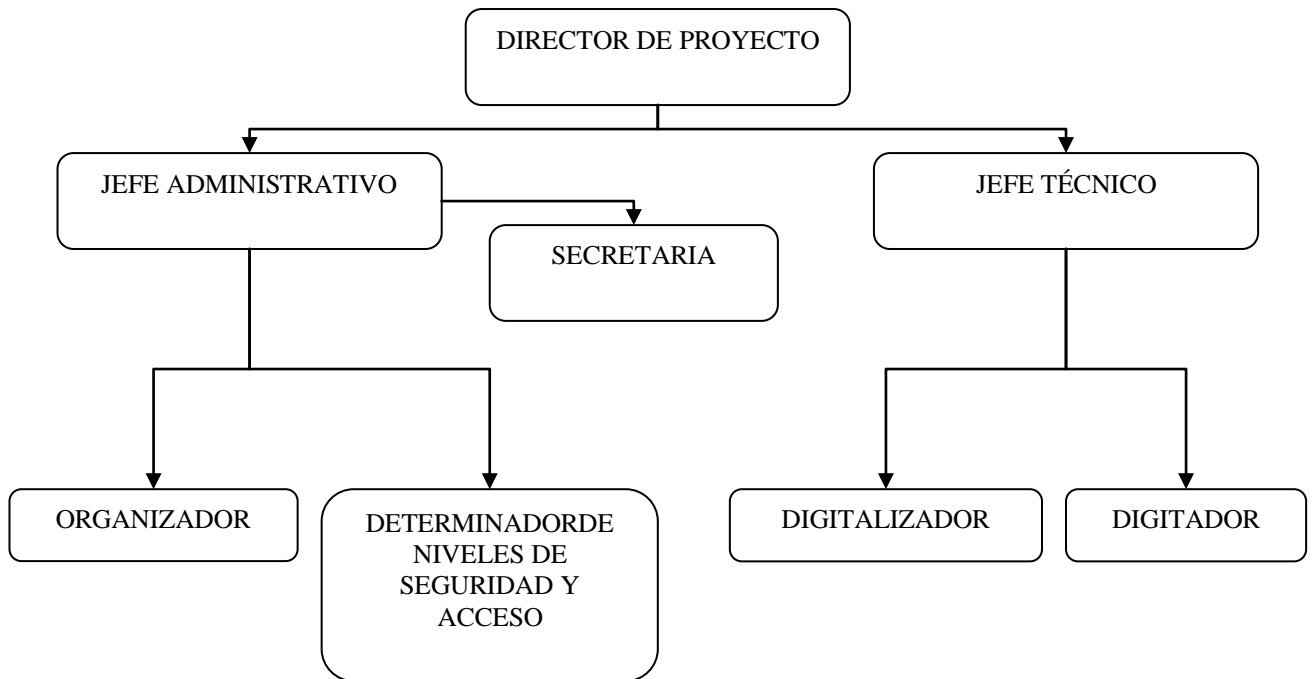 DIRECTOR DE PROYECTO
JEFE ADMINISTRATIVO
JEFE TÉCNICO
SECRETARIA
ORGANIZADOR
DETERMINADORDE
NIVELES DE
SEGURIDAD Y
ACCESO
DIGITALIZADOR
DIGITADOR